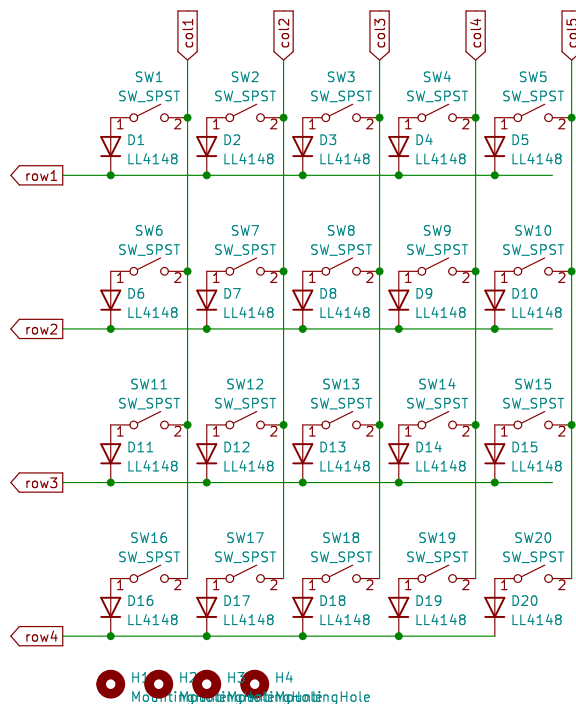 col1 col2 col3 col4 col5
SW1 SW2 SW3 SW4 SW5
SW_SPST SW_SPST SW_SPST SW_SPST SW_SPST
1 2 1 2 1 2 1 2 1 2
D1 D2 D3 D4 D5
LL4148 LL4148 LL4148 LL4148 LL4148
row1
SW6 SW7 SW8 SW9 SW10
SW_SPST SW_SPST SW_SPST SW_SPST SW_SPST
1 2 1 2 1 2 1 2 1 2
D6 D7 D8 D9 D10
LL4148 LL4148 LL4148 LL4148 LL4148
row2
SW11 SW12 SW13 SW14 SW15
SW_SPST SW_SPST SW_SPST SW_SPST SW_SPST
1 2 1 2 1 2 1 2 1 2
D11 D12 D13 D14 D15
LL4148 LL4148 LL4148 LL4148 LL4148
row3
SW16 SW17 SW18 SW19 SW20
SW_SPST SW_SPST SW_SPST SW_SPST SW_SPST
1 2 1 2 1 2 1 2 1 2
D16 D17 D18 D19 D20
LL4148 LL4148 LL4148 LL4148 LL4148
row4
H1 H2 H3 H4
MountingHole